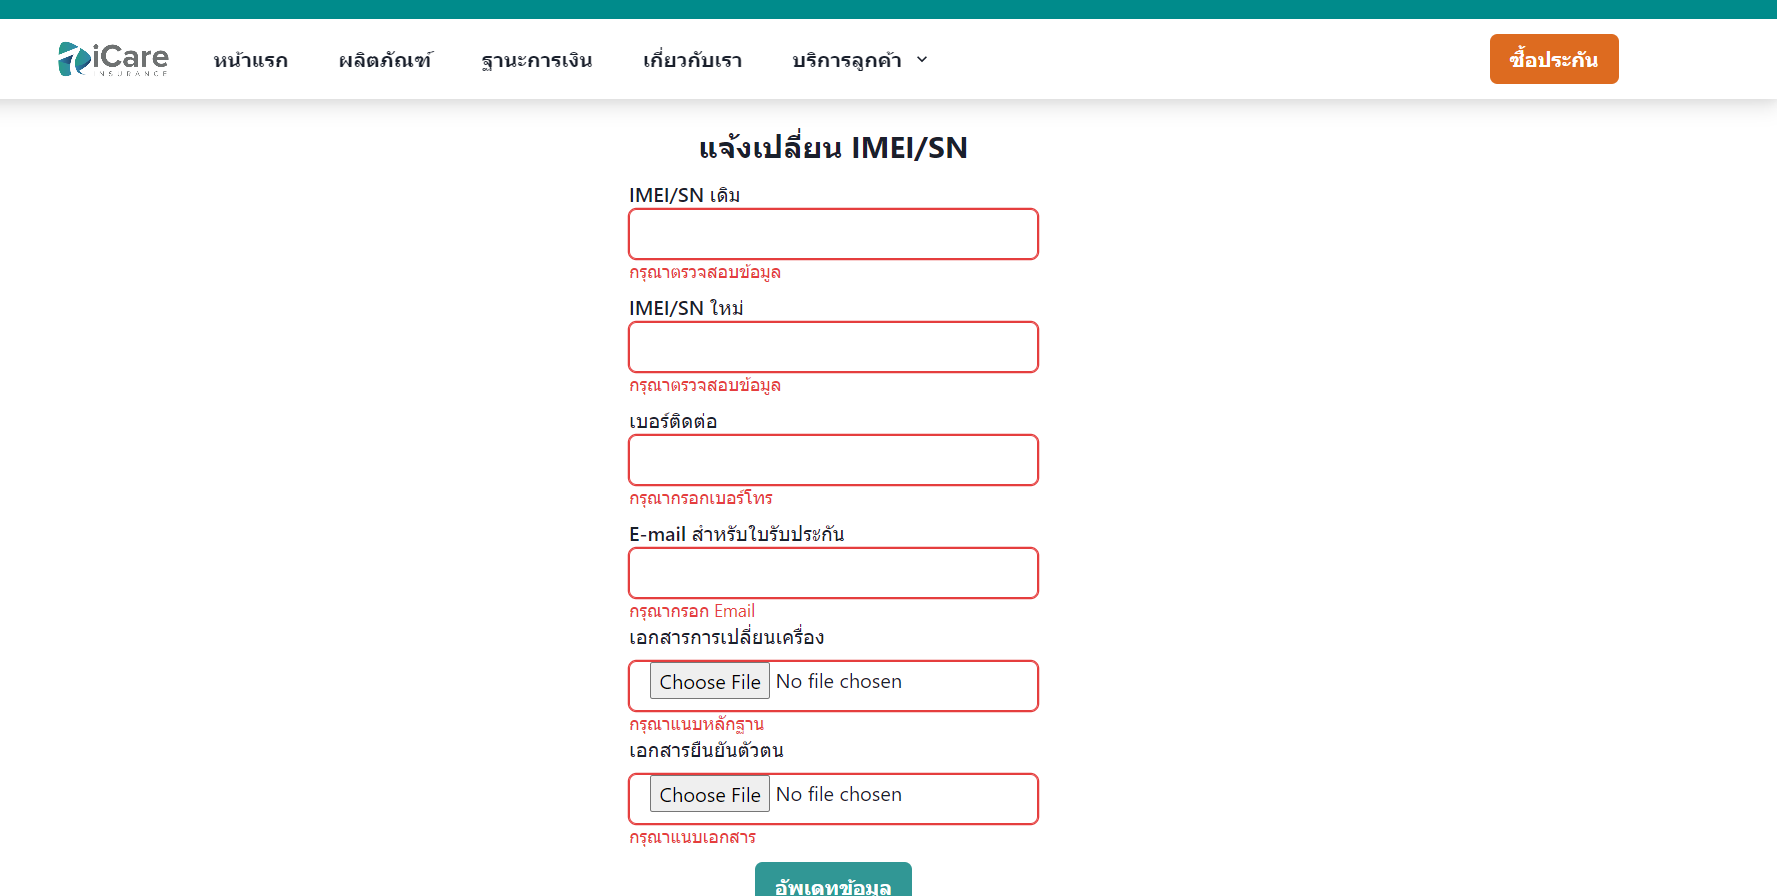 iCare
INSURANCE
หน้าแรก
ผลิตภัณฑ์
ฐานะการเงิน
เกี่ยวกับเรา
บริการลูกค้า
ซื้อประกัน
แจ้งเปลี่ยน IMEI/SN
IMEI/SN เดิม
กรุณาตรวจสอบข้อมูล
IMEI/SN ใหม่
กรุณาตรวจสอบข้อมูล
เบอร์ติดต่อ
กรุณากรอกเบอร์โทร
E-mail สำหรับใบรับประกัน
กรุณากรอก Email
เอกสารการเปลี่ยนเครื่อง
Choose File No file chosen
กรุณาแนบหลักฐาน
เอกสารยืนยันตัวตน
Choose File No file chosen
กรุณาแนบเอกสาร
อัพเดทข้อมูล